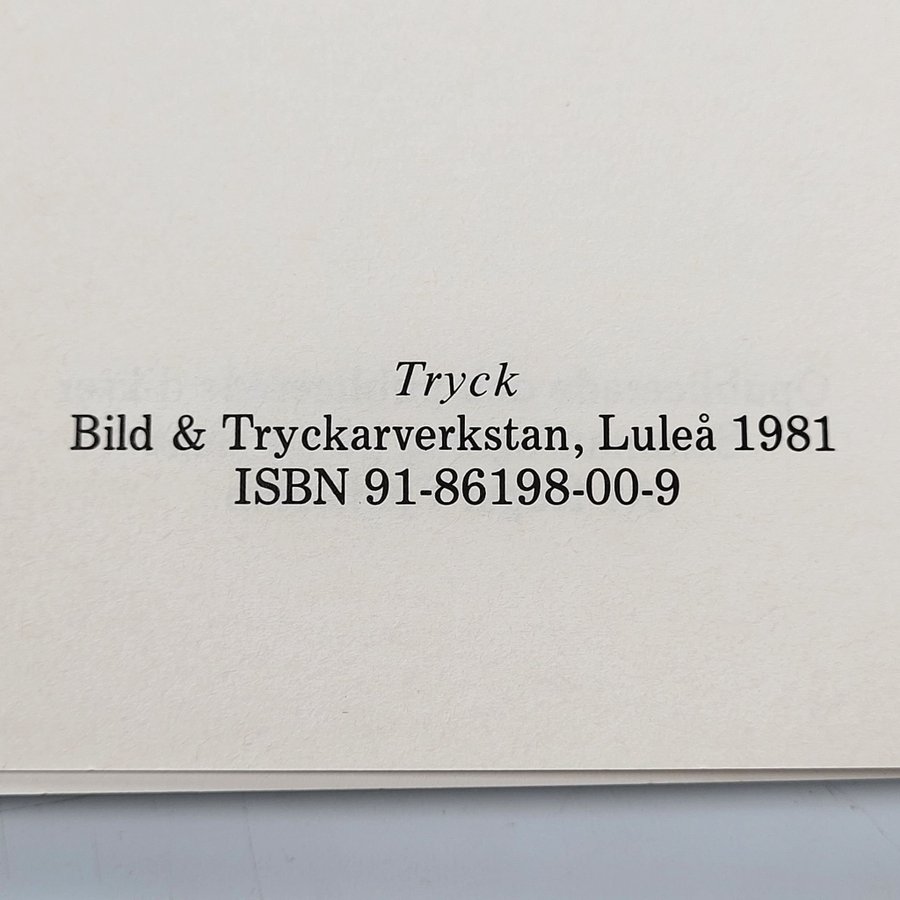 Tryck
Bild & Tryckarverkstan, Luleå 1981
ISBN 91-86198-00-9